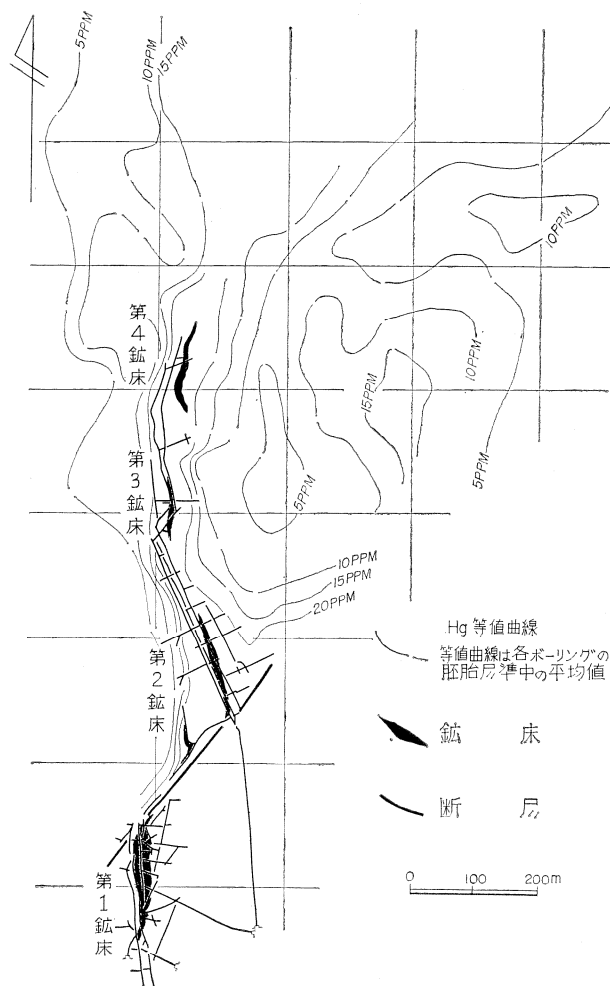 5PPM
10PPM
15PPM
10PPM
第4鉱床
10PPM
15PPM
5PPM
5PPM
第3鉱床
10PPM
15PPM
20PPM
Hg 等値曲線
等値曲線は各ボーリングの
胚胎层準中の平均値
第2鉱床
鉱 床
断 层
第1鉱床
0 100 200m